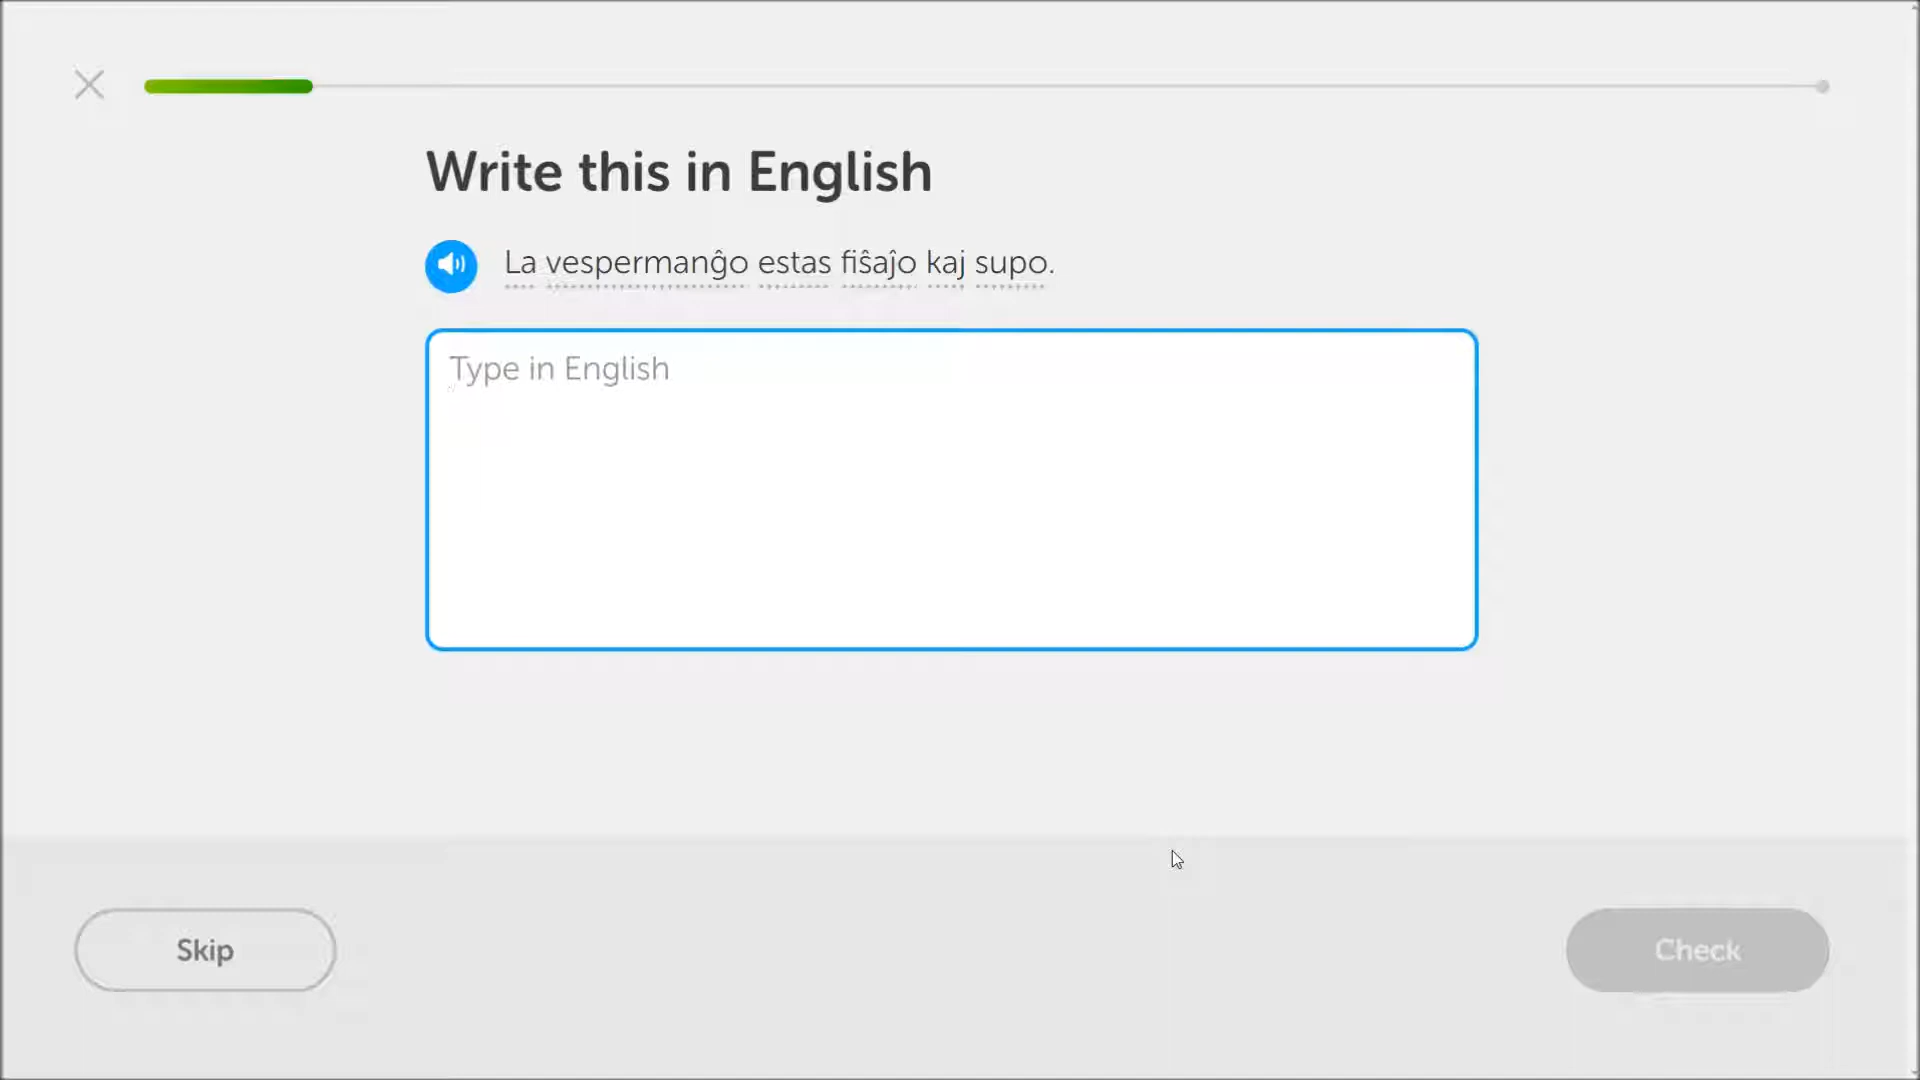 Write this in English
La vespermanĝo estas fiŝaĵo kaj supo.
Type in English
Skip
Check